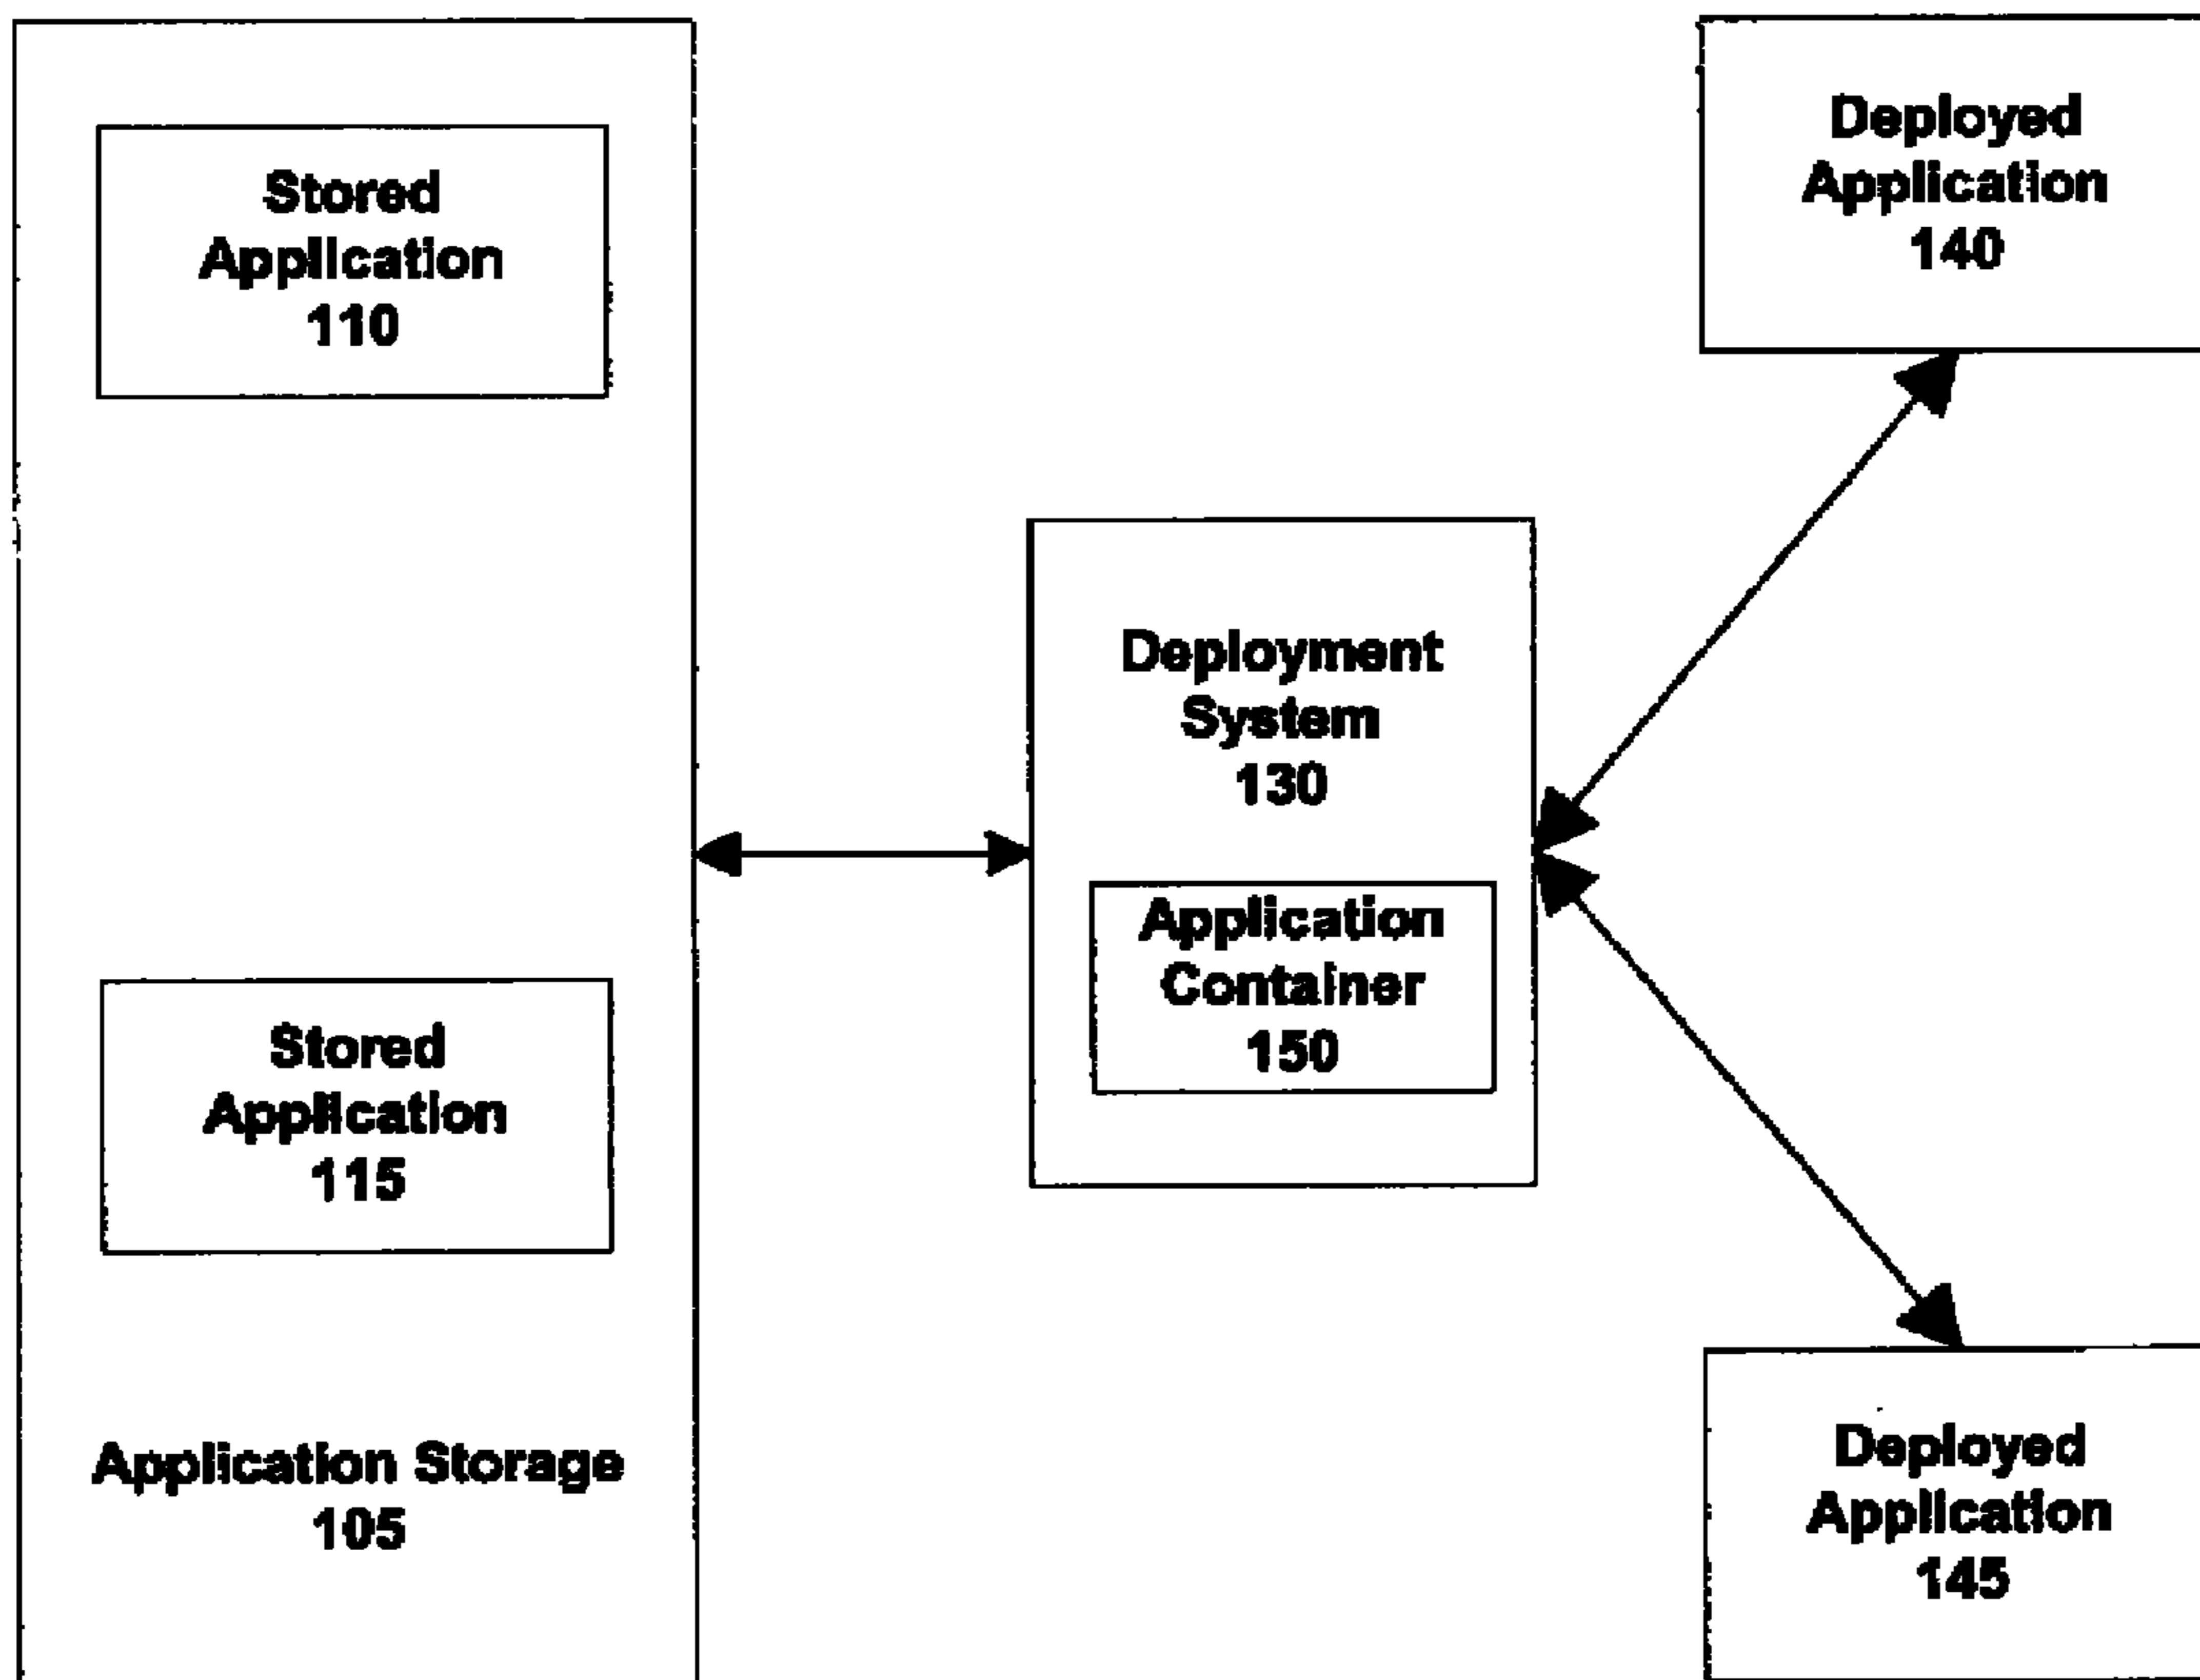 Stored
Application
110
Stored
Application
115
Application Storage
105
Deployment
System
130
Application
Container
150
Deployed
Application
140
Deployed
Application
145